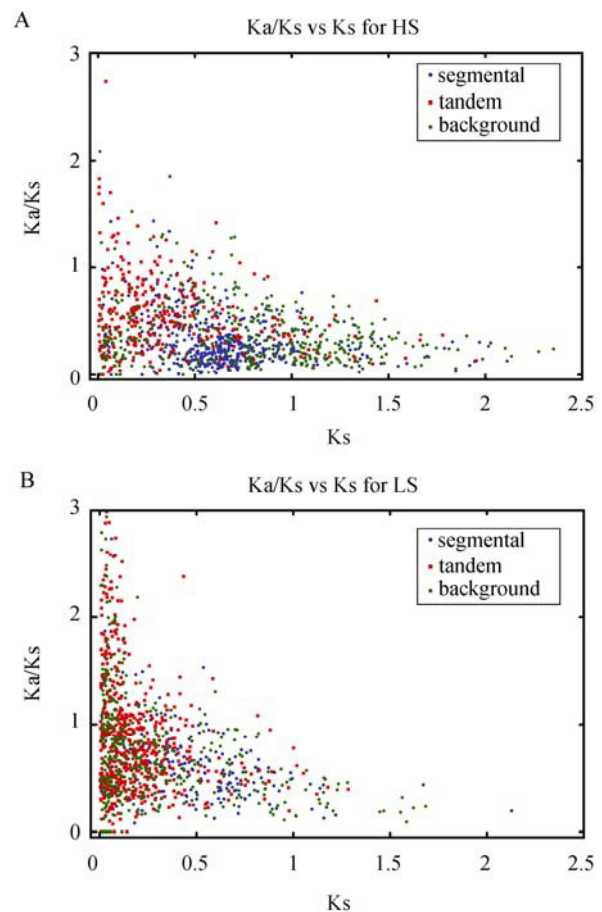 A
Ka/Ks vs Ks for HS
3
segmental
tandem
background
2
Ka/Ks
1
0
0 0.5 1 1.5 2 2.5
Ks
B
Ka/Ks vs Ks for LS
3
segmental
tandem
background
2
Ka/Ks
1
0
0 0.5 1 1.5 2 2.5
Ks